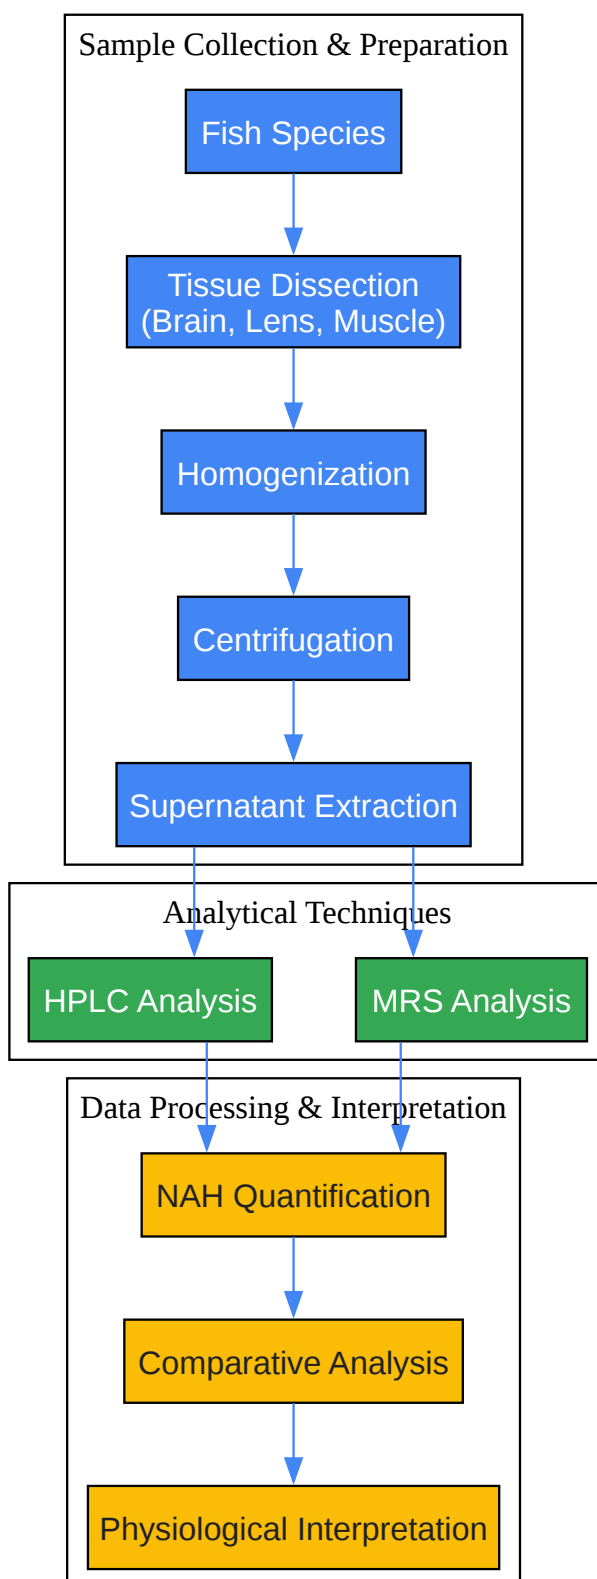 Sample Collection & Preparation
Fish Species
Tissue Dissection
(Brain, Lens, Muscle)
Homogenization
Centrifugation
Supernatant Extraction
Analytical Techniques
HPLC Analysis
MRS Analysis
Data Processing & Interpretation
NAH Quantification
Comparative Analysis
Physiological Interpretation